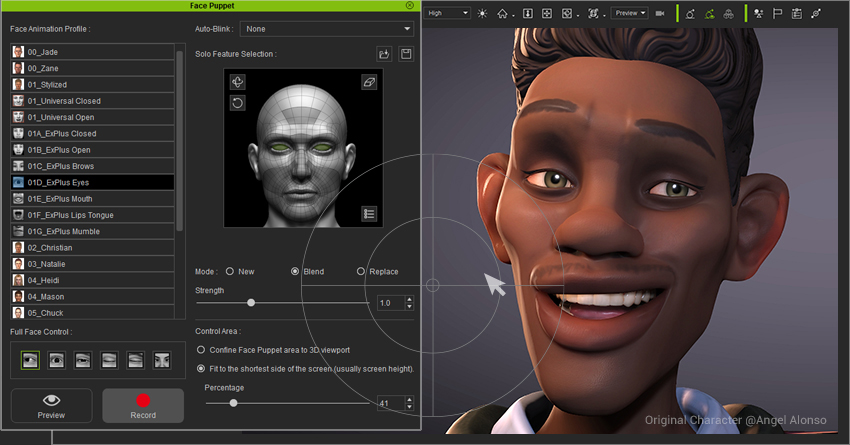 Face Puppet
Face Animation Profile :
00_Jade
00_Zane
01_Stylized
01_Universal Closed
01_Universal Open
01A_ExPlus Closed
01B_ExPlus Open
01C_ExPlus Brows
01D_ExPlus Eyes
01E_ExPlus Mouth
01F_ExPlus Lips Tongue
01G_ExPlus Mumble
02_Christian
03_Natalie
04_Heidi
04_Mason
05_Chuck
Full Face Control :
Preview
Record
Auto-Blink :
None
Solo Feature Selection :
Mode :
New
Blend
Replace
Strength
1.0
Control Area :
Confine Face Puppet area to 3D viewport
Fit to the shortest side of the screen (usually screen height).
Percentage
41
High
Preview
Original Character @Angel Alonso